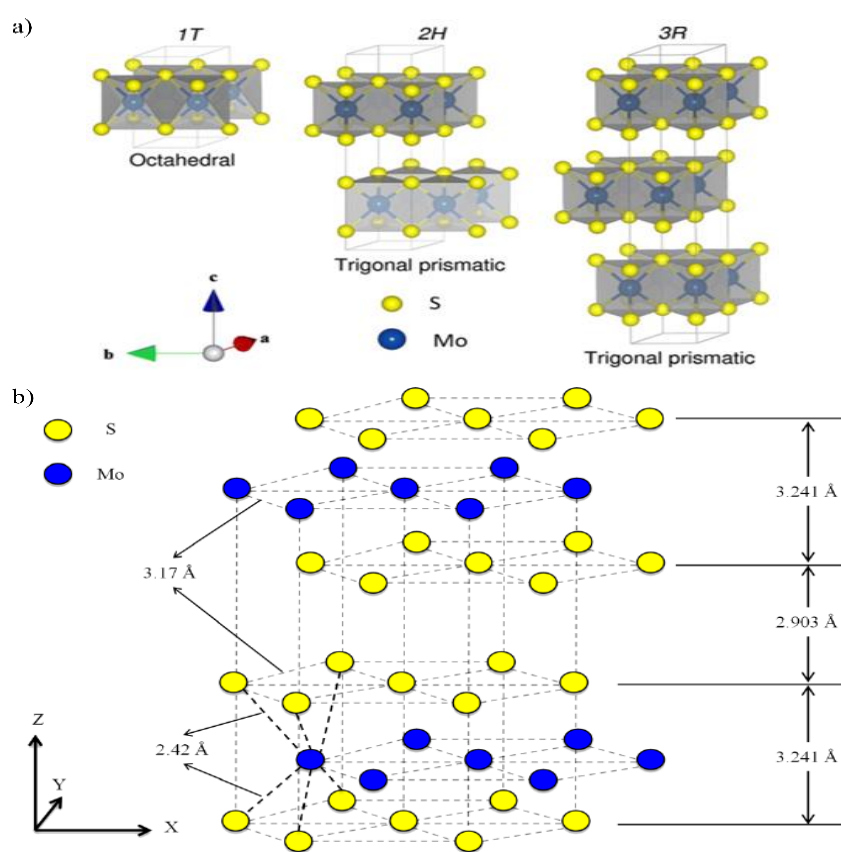 a)
1T 2H 3R
Octahedral
Trigonal prismatic
Trigonal prismatic
S
Mo
c
b
a
b)
S
Mo
3.17 Å
2.42 Å
3.241 Å
2.903 Å
3.241 Å
Z
Y
X